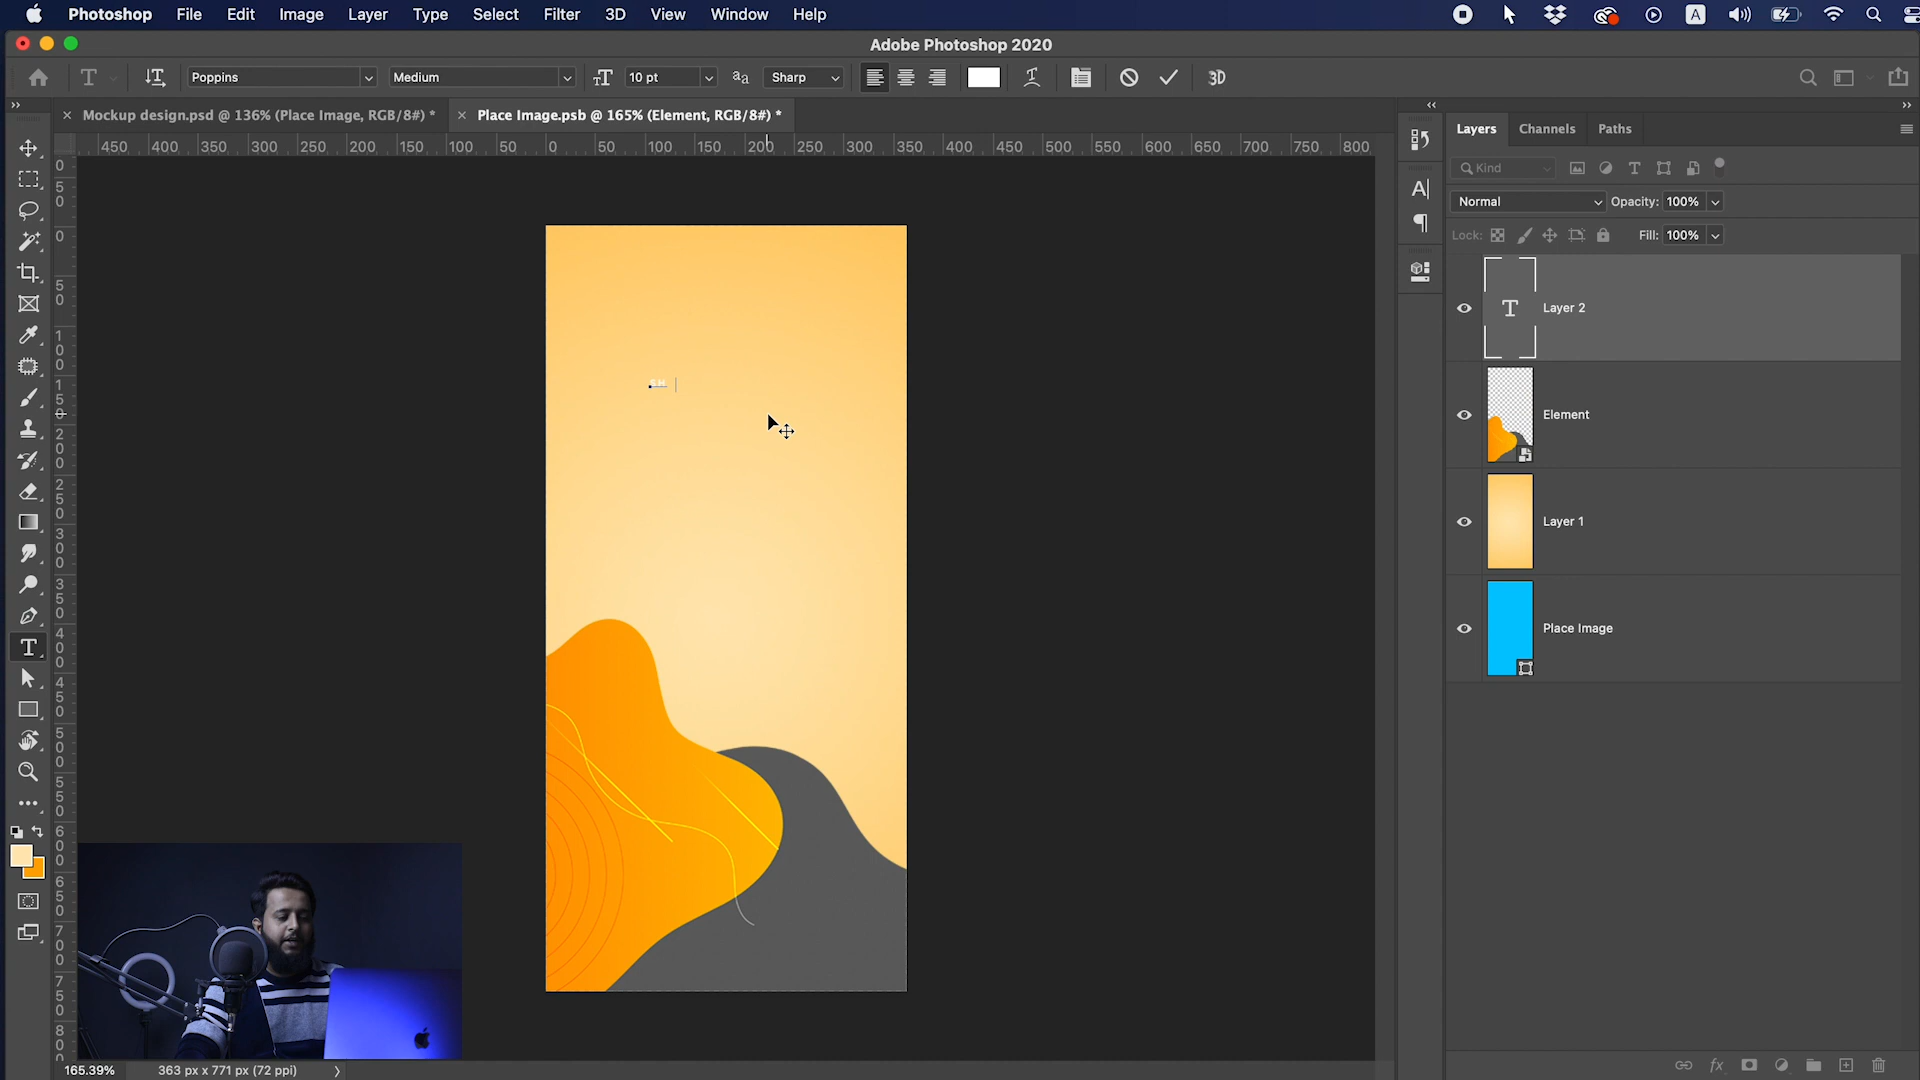 Photoshop File Edit Image Layer Type Select Filter 3D View Window Help
A
Adobe Photoshop 2020
T Poppins Medium 10 pt Sharp 3D
Mockup design.psd @ 136% (Place Image, RGB/8#) * Place Image.psb @ 165% (Element, RGB/8#) *
450 400 350 300 250 200 150 100 50 0 50 100 150 200 250 300 350 400 450 500 550 600 650 700 750 800
Layers Channels Paths
Kind
Normal Opacity: 100%
Lock: Fill: 100%
Layer 2
Element
Layer 1
Place Image
165.39% 363 px x 771 px (72 ppi)